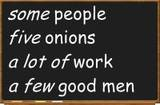 some people
five onions
a lot of work
a few good men